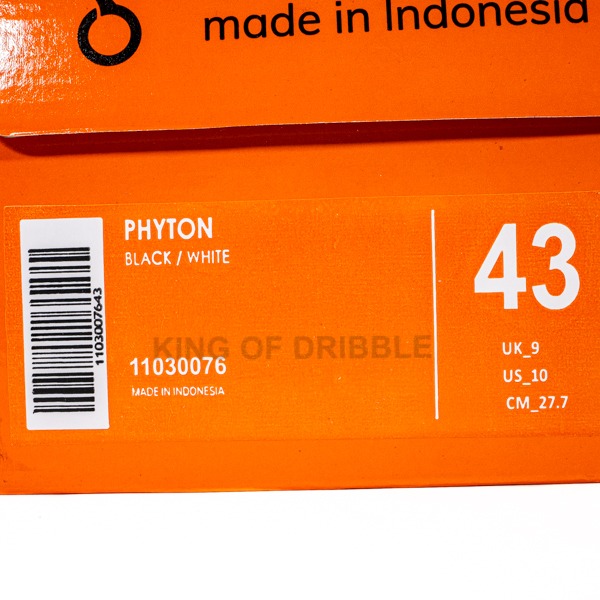 made in Indonesia
PHYTON
BLACK / WHITE
1103007643
KING OF DRIBBLE
11030076
MADE IN INDONESIA
43
UK_9
US_10
CM_27.7